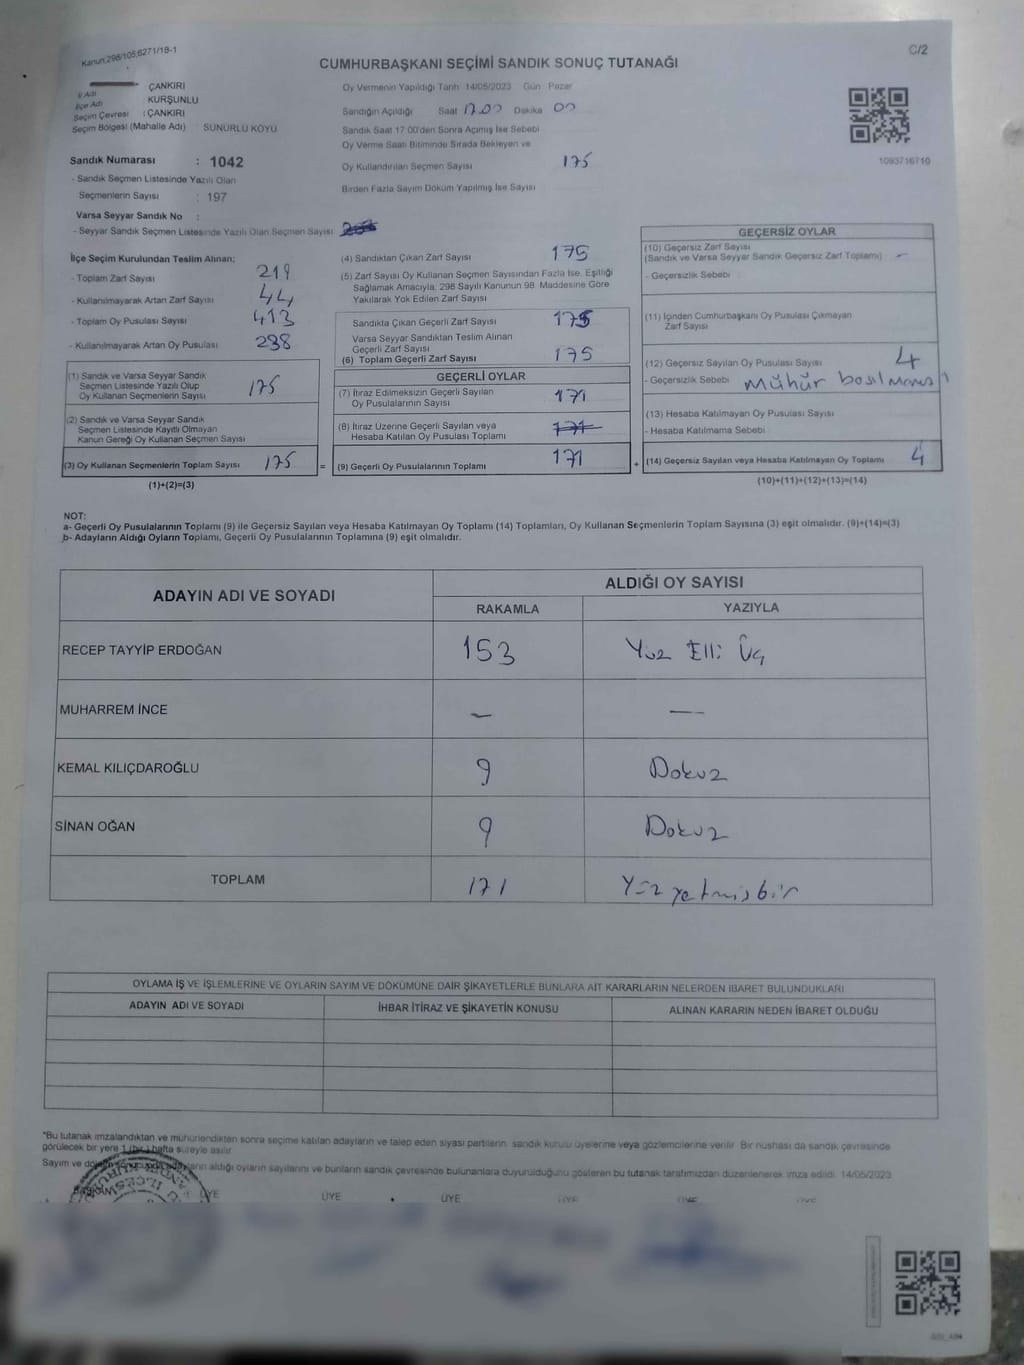 Kanun:298/105;6271/18-1
C/2
CUMHURBAŞKANI SEÇİMİ SANDIK SONUÇ TUTANAĞI
İl Adı : ÇANKIRI
İlçe Adı KURŞUNLU
Seçim Çevresi : ÇANKIRI
Seçim Bölgesi (Mahalle Adı) SUNURLU KÖYÜ
Oy Vermenin Yapıldığı Tarih 14/05/2023 Gün: Pazar
Sandığın Açıldığı Saat 17.00 Dakika 00
Sandık Saat 17:00'den Sonra Açılmış İse Sebebi
Oy Verme Saati Bitiminde Sırada Bekleyen ve
Oy Kullandırılan Seçmen Sayısı 175
Birden Fazla Sayım Döküm Yapılmış İse Sayısı
1093716710
Sandık Numarası : 1042
- Sandık Seçmen Listesinde Yazılı Olan
Seçmenlerin Sayısı : 197
Varsa Seyyar Sandık No :
- Seyyar Sandık Seçmen Listesinde Yazılı Olan Seçmen Sayısı
İlçe Seçim Kurulundan Teslim Alınan;
- Toplam Zarf Sayısı 219
- Kullanılmayarak Artan Zarf Sayısı 44
- Toplam Oy Pusulası Sayısı 413
- Kullanılmayarak Artan Oy Pusulası 238
(1) Sandık ve Varsa Seyyar Sandık
Seçmen Listesinde Yazılı Olup
Oy Kullanan Seçmenlerin Sayısı 175
(2) Sandık ve Varsa Seyyar Sandık
Seçmen Listesinde Kayıtlı Olmayan
Kanun Gereği Oy Kullanan Seçmen Sayısı
(3) Oy Kullanan Seçmenlerin Toplam Sayısı 175 =
(1)+(2)=(3)
(4) Sandıktan Çıkan Zarf Sayısı 175
(5) Zarf Sayısı Oy Kullanan Seçmen Sayısından Fazla İse, Eşitliği
Sağlamak Amacıyla, 298 Sayılı Kanunun 98. Maddesine Göre
Yakılarak Yok Edilen Zarf Sayısı
Sandıkta Çıkan Geçerli Zarf Sayısı 175
Varsa Seyyar Sandıktan Teslim Alınan
Geçerli Zarf Sayısı
(6) Toplam Geçerli Zarf Sayısı 175
GEÇERLİ OYLAR
(7) İtiraz Edilmeksizin Geçerli Sayılan
Oy Pusulalarının Sayısı 171
(8) İtiraz Üzerine Geçerli Sayılan veya
Hesaba Katılan Oy Pusulası Toplamı 171
(9) Geçerli Oy Pusulalarının Toplamı 171 +
GEÇERSİZ OYLAR
(10) Geçersiz Zarf Sayısı
(Sandık ve Varsa Seyyar Sandık Geçersiz Zarf Toplamı) -
- Geçersizlik Sebebi
(11) İçinden Cumhurbaşkanı Oy Pusulası Çıkmayan
Zarf Sayısı
(12) Geçersiz Sayılan Oy Pusulası Sayısı 4
- Geçersizlik Sebebi Mühür basılmamış
(13) Hesaba Katılmayan Oy Pusulası Sayısı
- Hesaba Katılmama Sebebi
(14) Geçersiz Sayılan veya Hesaba Katılmayan Oy Toplamı 4
(10)+(11)+(12)+(13)=(14)
NOT:
a- Geçerli Oy Pusulalarının Toplamı (9) ile Geçersiz Sayılan veya Hesaba Katılmayan Oy Toplamı (14) Toplamları, Oy Kullanan Seçmenlerin Toplam Sayısına (3) eşit olmalıdır. (9)+(14)=(3)
b- Adayların Aldığı Oyların Toplamı, Geçerli Oy Pusulalarının Toplamına (9) eşit olmalıdır.
ADAYIN ADI VE SOYADI
ALDIĞI OY SAYISI
RAKAMLA YAZIYLA
RECEP TAYYİP ERDOĞAN 153 Yüz Elli Üç
MUHARREM İNCE - —
KEMAL KILIÇDAROĞLU 9 Dokuz
SİNAN OĞAN 9 Dokuz
TOPLAM 171 Yüz yetmişbir
OYLAMA İŞ VE İŞLEMLERİNE VE OYLARIN SAYIM VE DÖKÜMÜNE DAİR ŞİKAYETLERLE BUNLARA AİT KARARLARIN NELERDEN İBARET BULUNDUKLARI
ADAYIN ADI VE SOYADI İHBAR İTİRAZ VE ŞİKAYETİN KONUSU ALINAN KARARIN NEDEN İBARET OLDUĞU
*Bu tutanak imzalandıktan ve mühürlendikten sonra seçime katılan adayların ve talep eden siyasi partilerin sandık kurulu üyelerine veya gözlemcilerine verilir. Bir nüshası da sandık çevresinde
görülecek bir yere 1 (bir) hafta süreyle asılır.
Sayım ve döküm sonucunda adayların aldığı oyların sayılarını ve bunların sandık çevresinde bulunanlara duyurulduğunu gösteren bu tutanak tarafımızdan düzenlenerek imza edildi. 14/05/2023
BAŞKAN ÜYE ÜYE ÜYE ÜYE ÜYE ÜYE